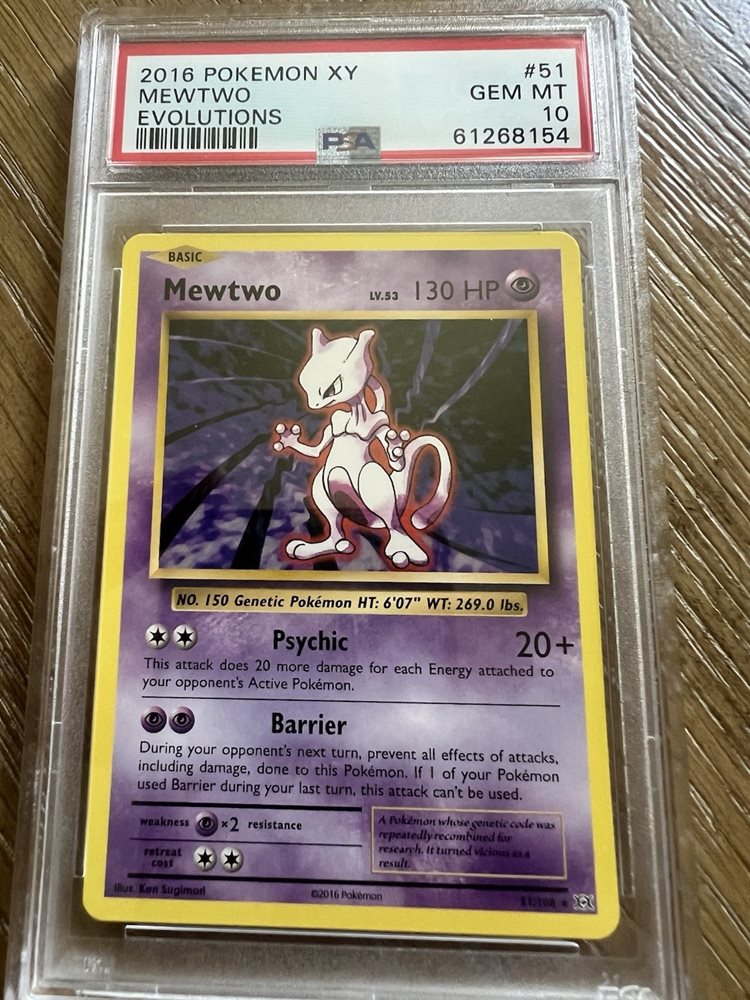 2016 POKEMON XY #51
MEWTWO GEM MT
EVOLUTIONS 10
PSA 61268154
BASIC
Mewtwo LV.53 130 HP
NO. 150 Genetic Pokémon HT: 6'07" WT: 269.0 lbs.
Psychic 20+
This attack does 20 more damage for each Energy attached to
your opponent's Active Pokémon.
Barrier
During your opponent's next turn, prevent all effects of attacks,
including damage, done to this Pokémon. If 1 of your Pokémon
used Barrier during your last turn, this attack can't be used.
weakness ×2 resistance
retreat
cost
A Pokémon whose genetic code was
repeatedly recombined for
research. It turned vicious as a
result.
Illus. Ken Sugimori
©2016 Pokémon
51/108